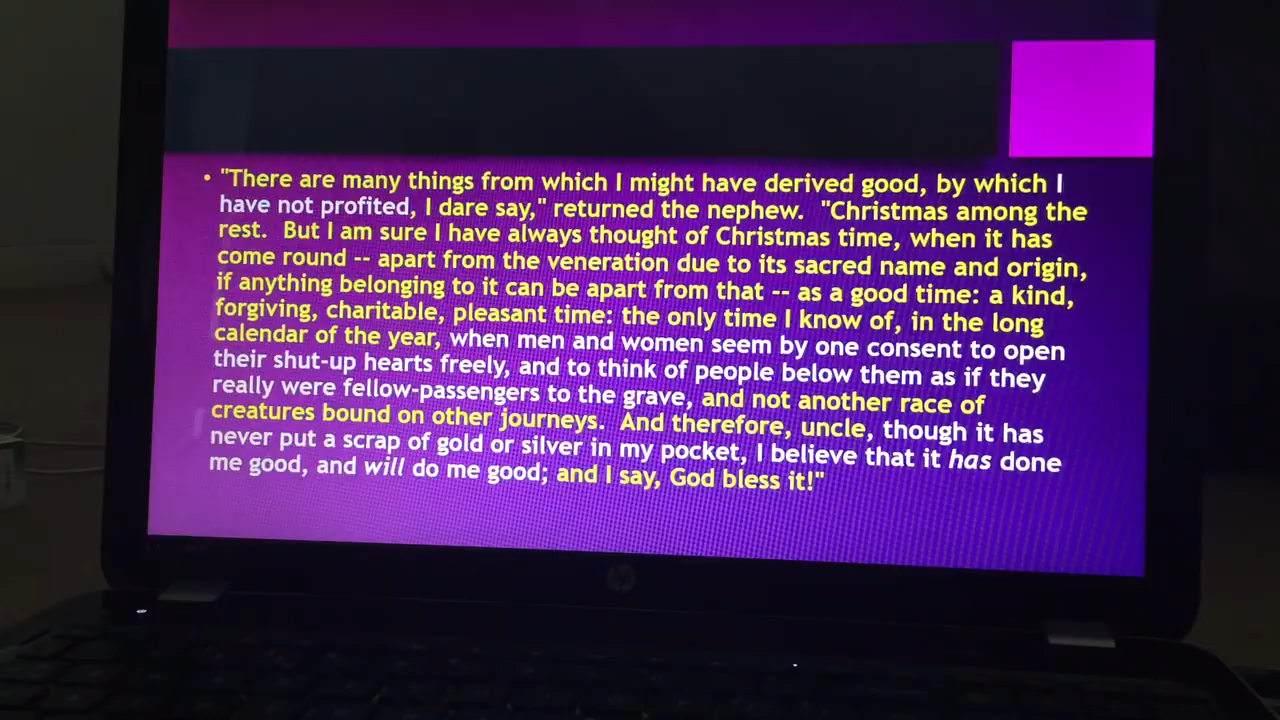 • "There are many things from which I might have derived good, by which I
have not profited, I dare say," returned the nephew.  "Christmas among the
rest.  But I am sure I have always thought of Christmas time, when it has
come round -- apart from the veneration due to its sacred name and origin,
if anything belonging to it can be apart from that -- as a good time: a kind,
forgiving, charitable, pleasant time: the only time I know of, in the long
calendar of the year, when men and women seem by one consent to open
their shut-up hearts freely, and to think of people below them as if they
really were fellow-passengers to the grave, and not another race of
creatures bound on other journeys.  And therefore, uncle, though it has
never put a scrap of gold or silver in my pocket, I believe that it has done
me good, and will do me good; and I say, God bless it!"
hp